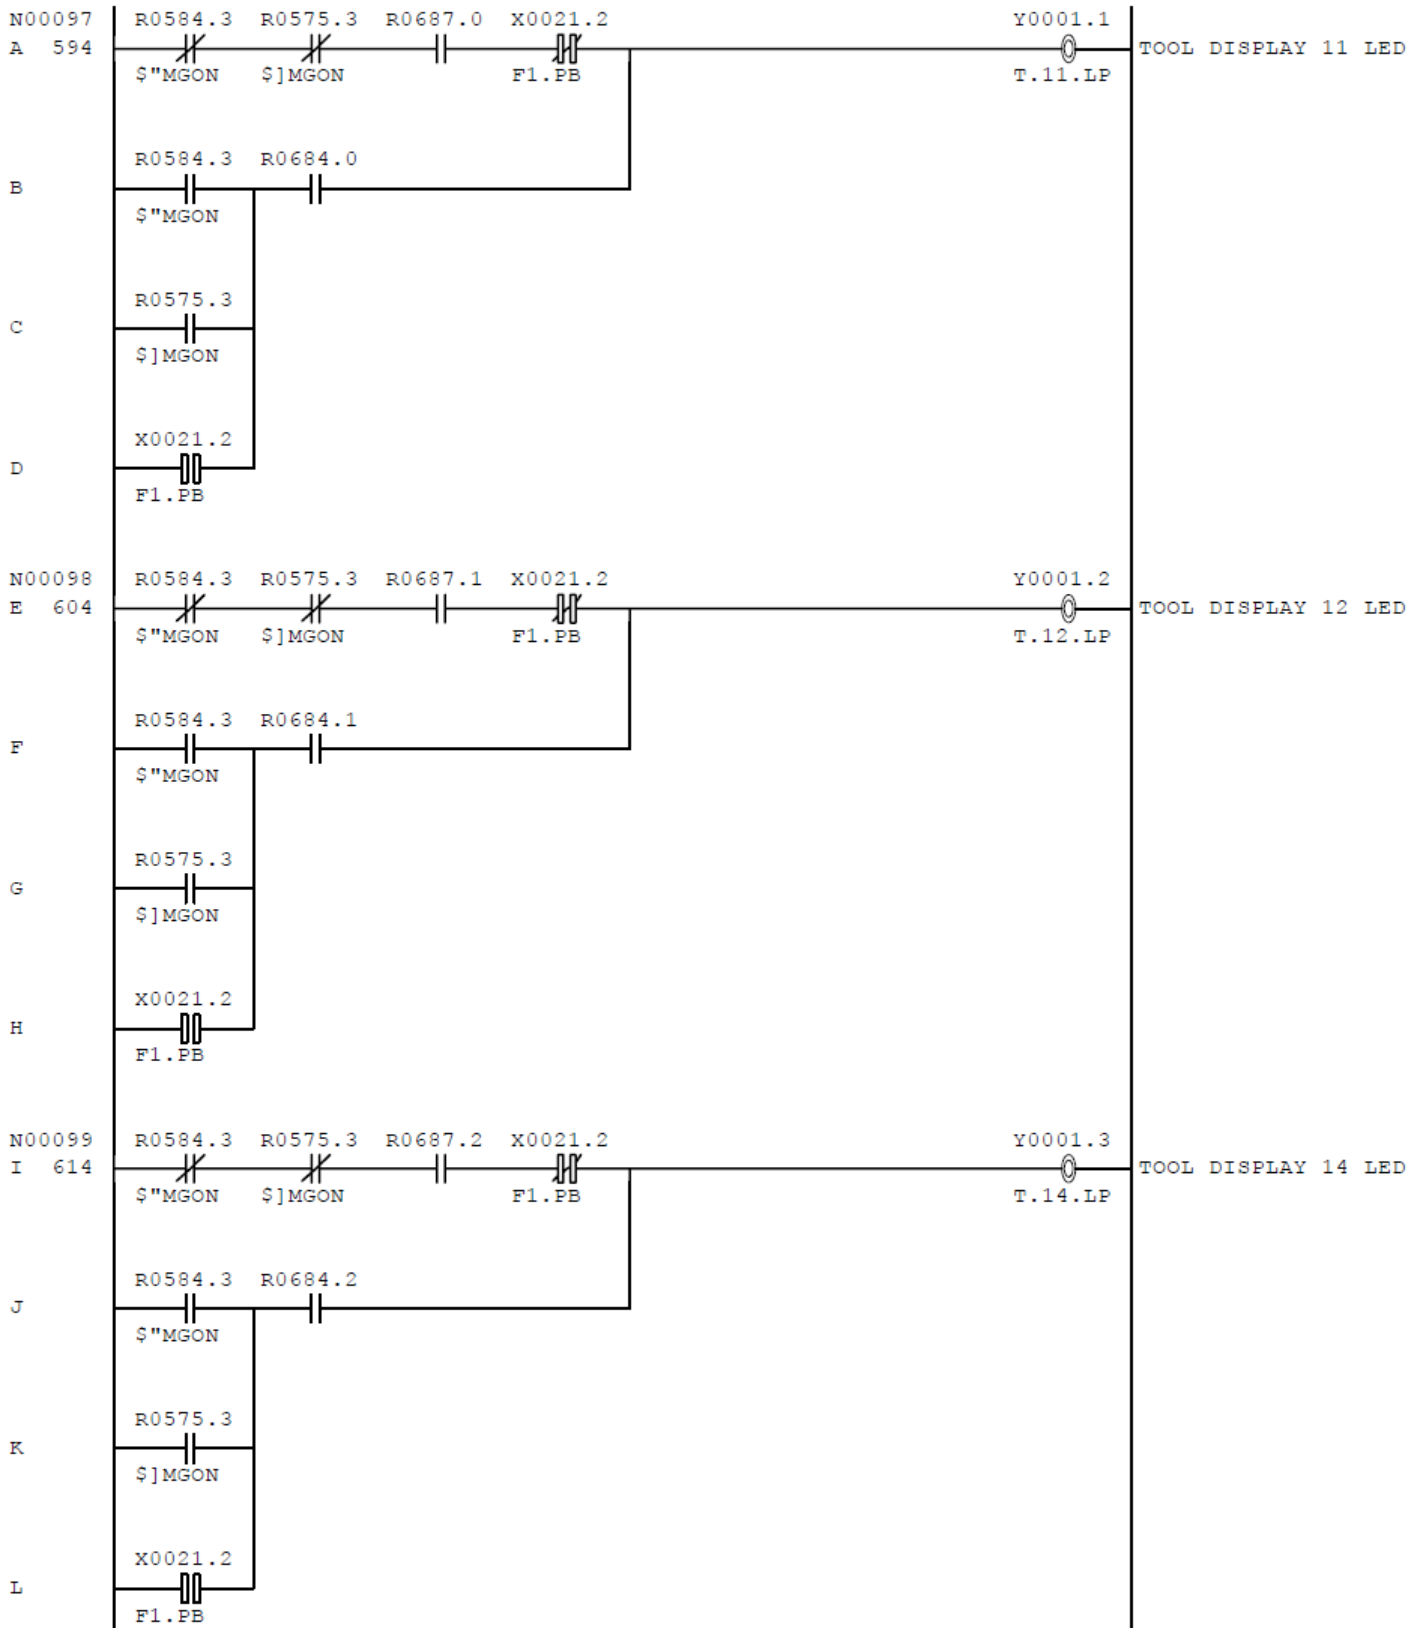 N00097 R0584.3 R0575.3 R0687.0 X0021.2 Y0001.1
A 594 TOOL DISPLAY 11 LED
$"MGON $]MGON F1.PB T.11.LP
R0584.3 R0684.0
B
$"MGON
R0575.3
C
$]MGON
X0021.2
D
F1.PB
N00098 R0584.3 R0575.3 R0687.1 X0021.2 Y0001.2
E 604 TOOL DISPLAY 12 LED
$"MGON $]MGON F1.PB T.12.LP
R0584.3 R0684.1
F
$"MGON
R0575.3
G
$]MGON
X0021.2
H
F1.PB
N00099 R0584.3 R0575.3 R0687.2 X0021.2 Y0001.3
I 614 TOOL DISPLAY 14 LED
$"MGON $]MGON F1.PB T.14.LP
R0584.3 R0684.2
J
$"MGON
R0575.3
K
$]MGON
X0021.2
L
F1.PB